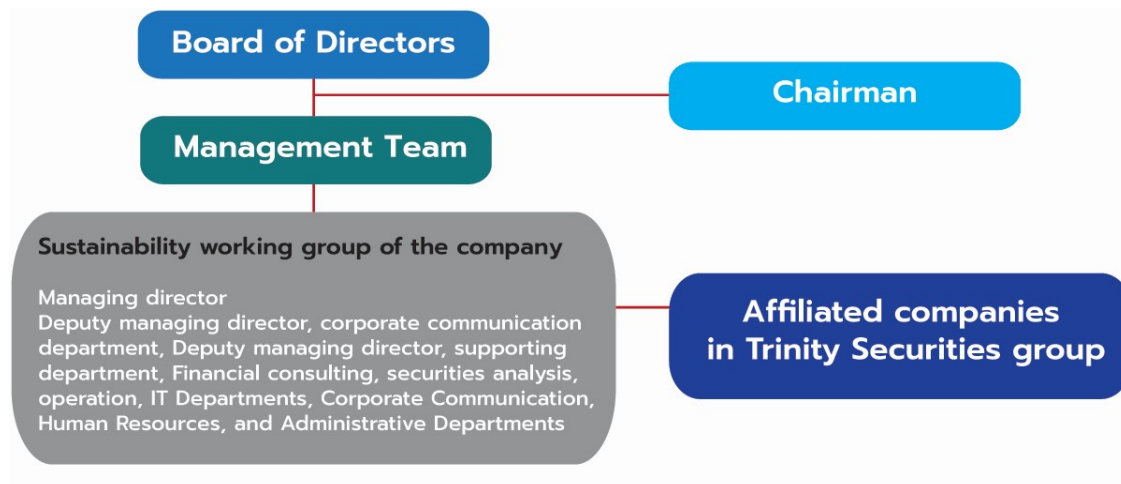 Board of Directors
Chairman
Management Team
Sustainability working group of the company
Managing director
Deputy managing director, corporate communication
department, Deputy managing director, supporting
department, Financial consulting, securities analysis,
operation, IT Departments, Corporate Communication,
Human Resources, and Administrative Departments
Affiliated companies
in Trinity Securities group